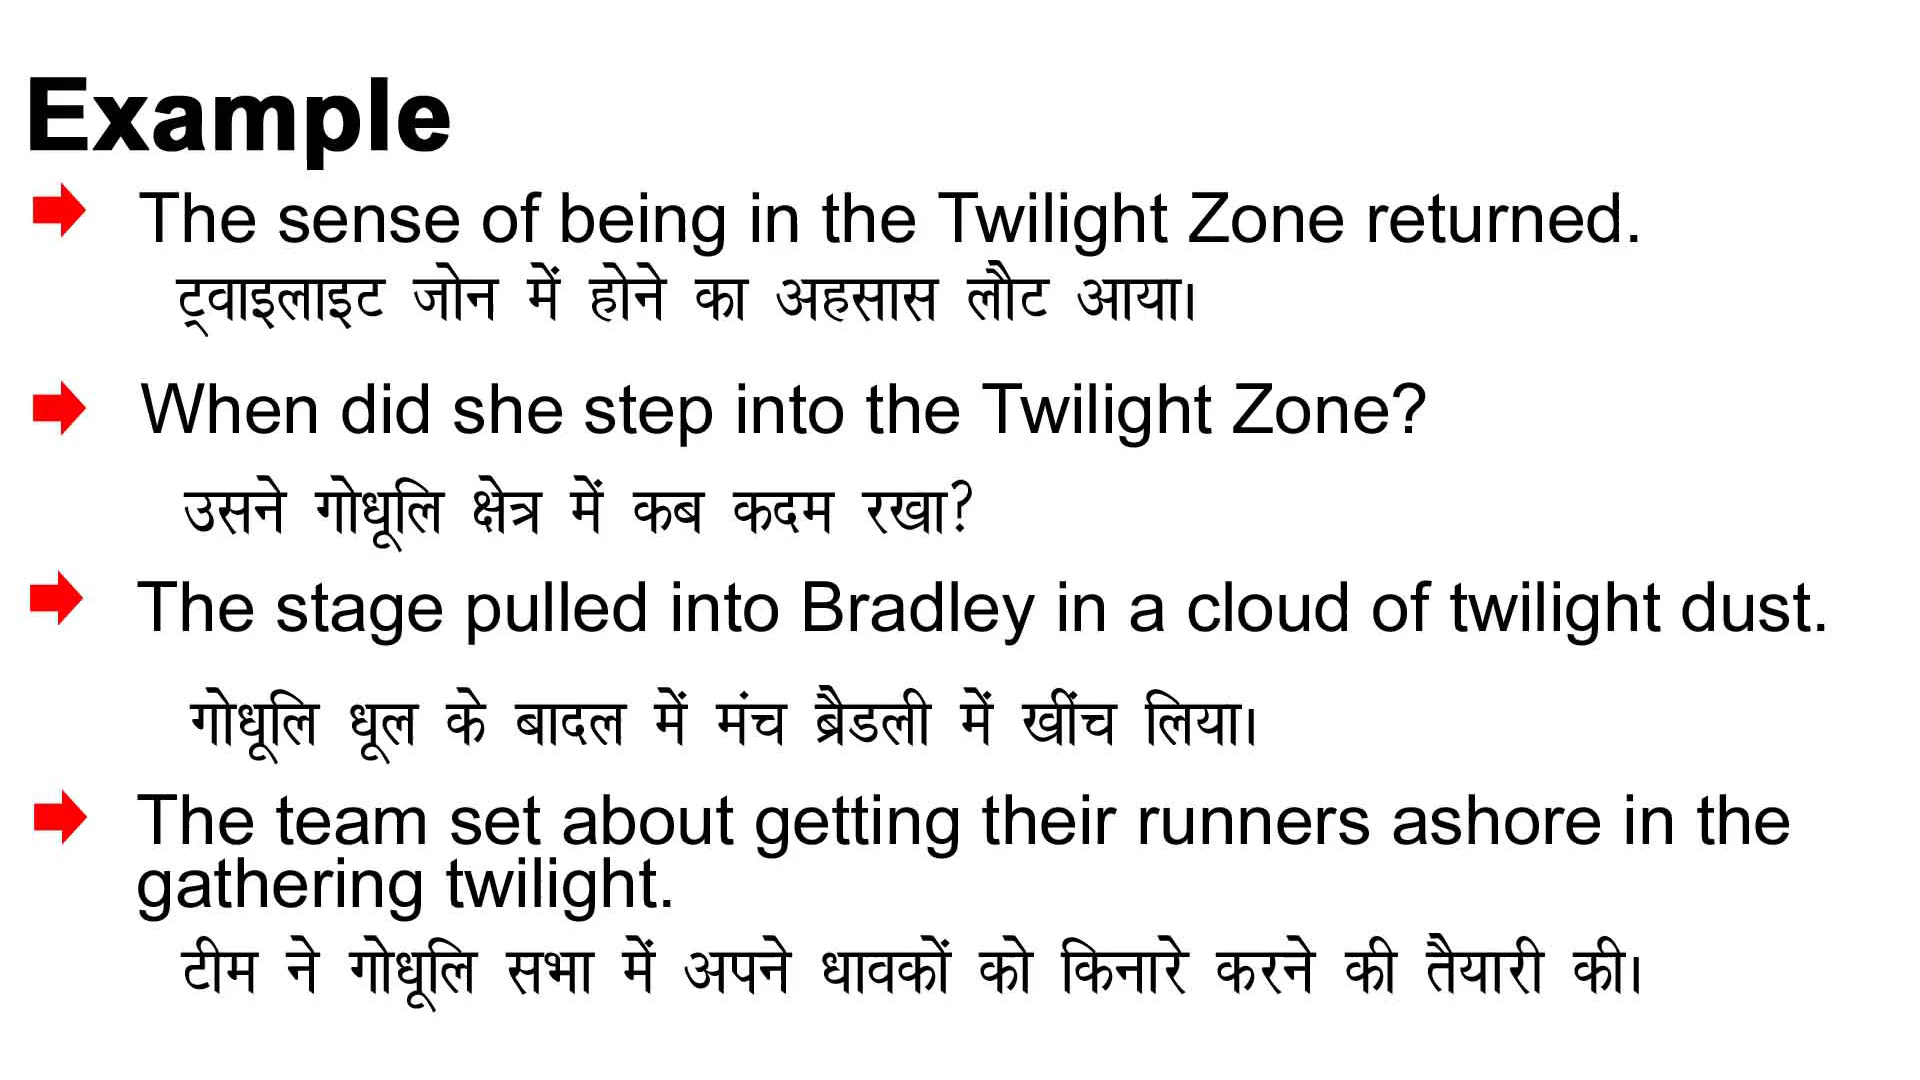 Example
The sense of being in the Twilight Zone returned.
ट्वाइलाइट जोन में होने का अहसास लौट आया।
When did she step into the Twilight Zone?
उसने गोधूलि क्षेत्र में कब कदम रखा?
The stage pulled into Bradley in a cloud of twilight dust.
गोधूलि धूल के बादल में मंच ब्रैडली में खींच लिया।
The team set about getting their runners ashore in the
gathering twilight.
टीम ने गोधूलि सभा में अपने धावकों को किनारे करने की तैयारी की।